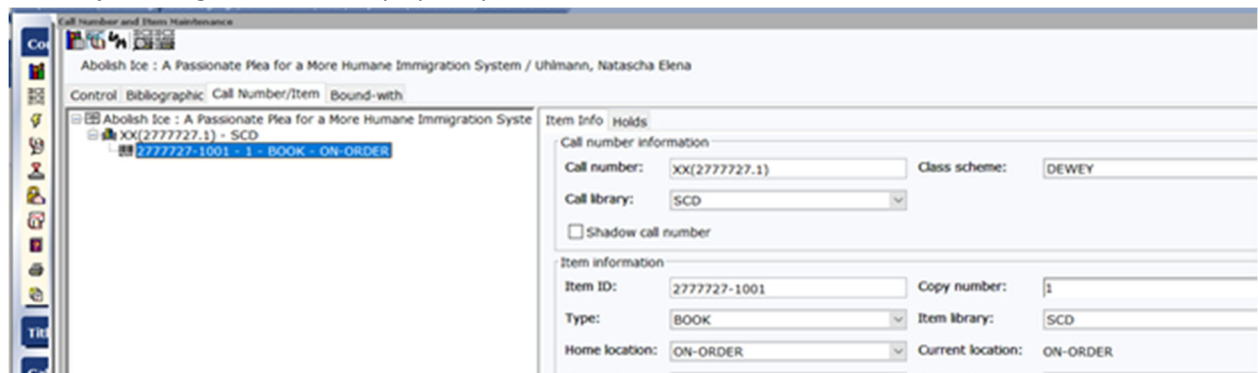 Call Number and Item Maintenance
Abolish Ice : A Passionate Plea for a More Humane Immigration System / Uhlmann, Natascha Elena
Control Bibliographic Call Number/Item Bound-with
Abolish Ice : A Passionate Plea for a More Humane Immigration Syste
XX(2777727.1) - SCD
2777727-1001 - 1 - BOOK - ON-ORDER
Item Info Holds
Call number information
Call number: XX(2777727.1) Class scheme: DEWEY
Call library: SCD
Shadow call number
Item information
Item ID: 2777727-1001 Copy number: 1
Type: BOOK Item library: SCD
Home location: ON-ORDER Current location: ON-ORDER